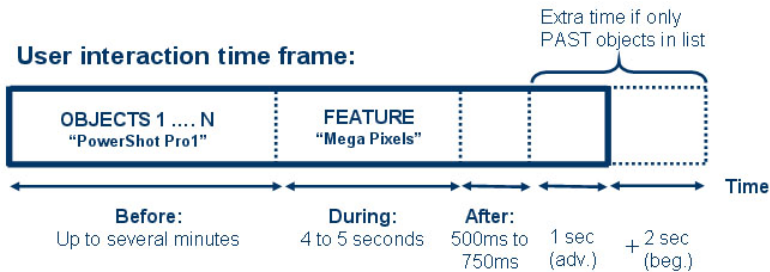 Extra time if only
PAST objects in list
User interaction time frame:
OBJECTS 1 .... N
“PowerShot Pro1”
FEATURE
“Mega Pixels”
Time
Before:
Up to several minutes
During:
4 to 5 seconds
After:
500ms to
750ms
1 sec
(adv.)
+ 2 sec
(beg.)